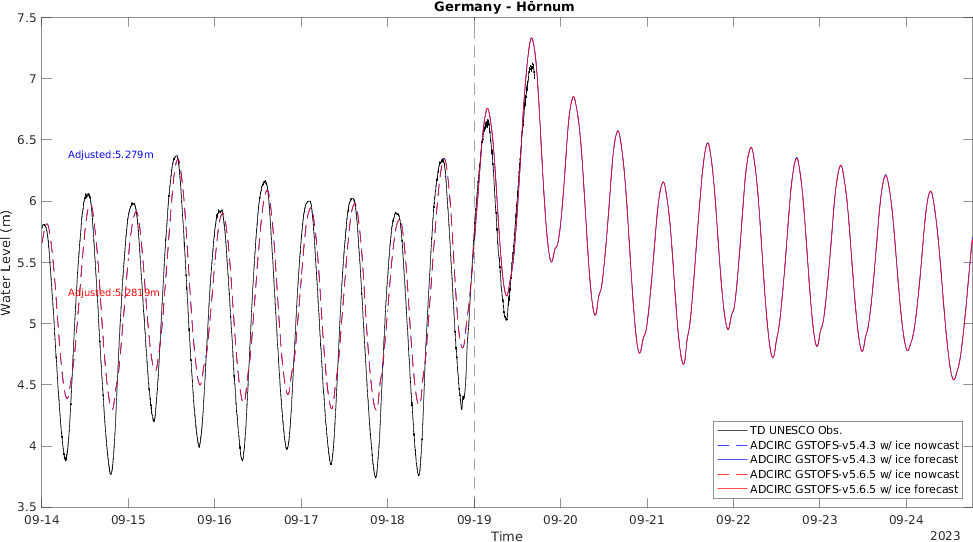 Germany - Hörnum
7.5
7
6.5
6
5.5
5
4.5
4
3.5
Water Level (m)
Adjusted:5.279m
Adjusted:5.2819m
TD UNESCO Obs.
ADCIRC GSTOFS-v5.4.3 w/ ice nowcast
ADCIRC GSTOFS-v5.4.3 w/ ice forecast
ADCIRC GSTOFS-v5.6.5 w/ ice nowcast
ADCIRC GSTOFS-v5.6.5 w/ ice forecast
09-14 09-15 09-16 09-17 09-18 09-19 09-20 09-21 09-22 09-23 09-24
Time
2023